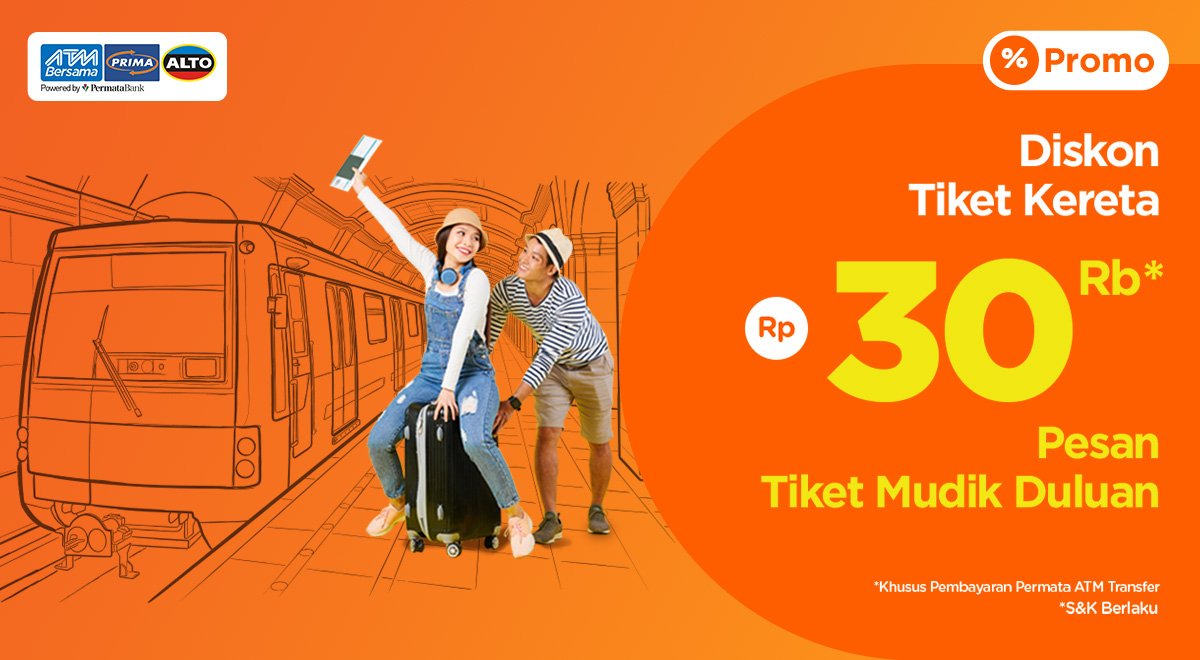 ATM
Bersama
PRIMA
ALTO
Powered by PermataBank
% Promo
Diskon
Tiket Kereta
Rp 30 Rb*
Pesan
Tiket Mudik Duluan
*Khusus Pembayaran Permata ATM Transfer
*S&K Berlaku